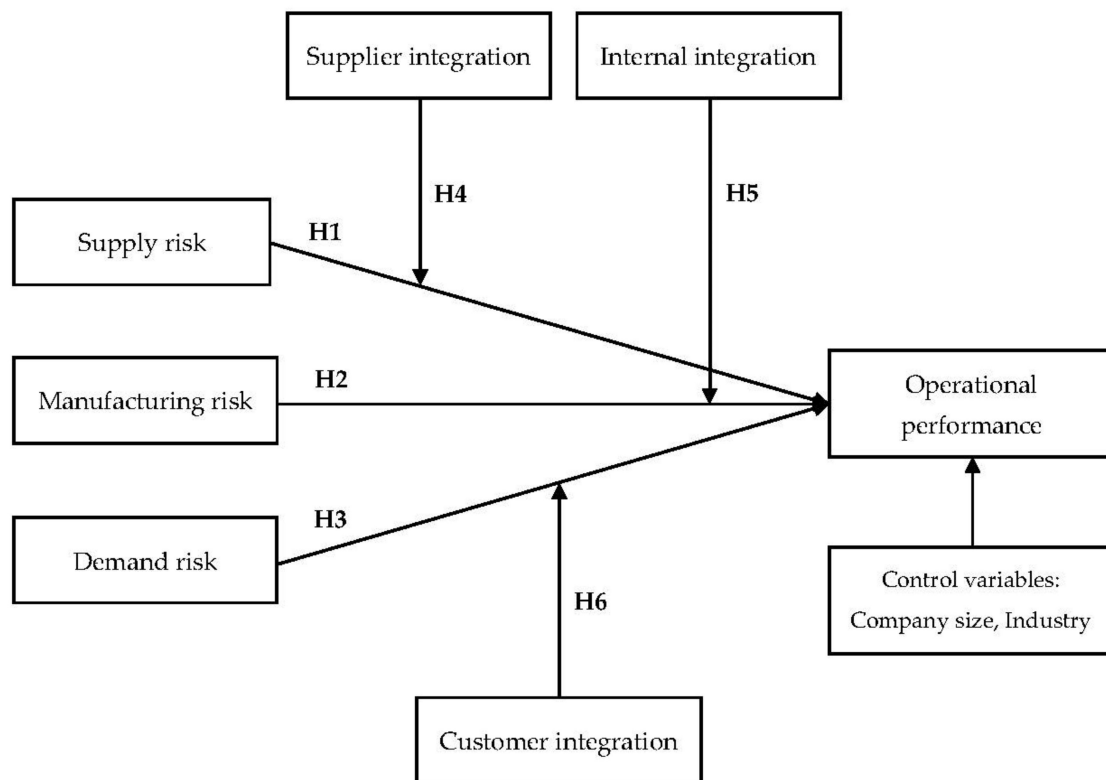 Supplier integration
Internal integration
H4
H5
Supply risk
H1
Manufacturing risk
H2
Operational
performance
Demand risk
H3
H6
Control variables:
Company size, Industry
Customer integration